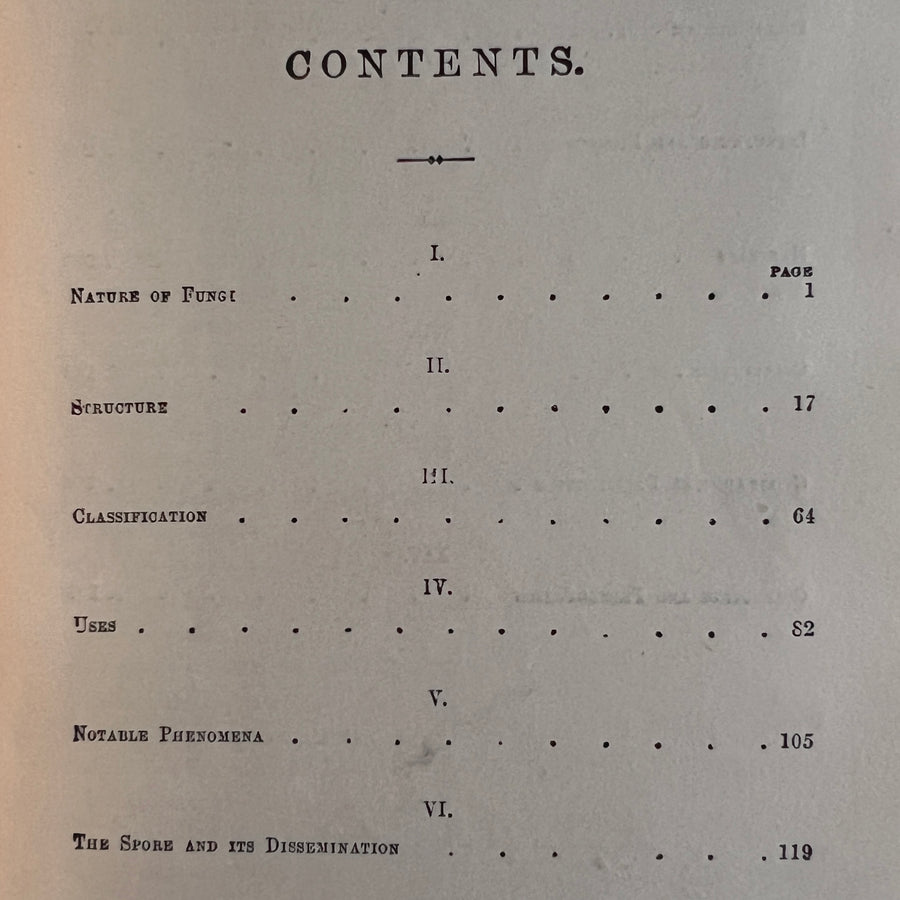 CONTENTS.
I.
PAGE
NATURE OF FUNGI . . . . . . . . . . 1
II.
STRUCTURE . . . . . . . . . . . 17
III.
CLASSIFICATION . . . . . . . . . . . 64
IV.
USES . . . . . . . . . . . . . 82
V.
NOTABLE PHENOMENA . . . . . . . . . . 105
VI.
THE SPORE AND ITS DISSEMINATION . . . . . . 119